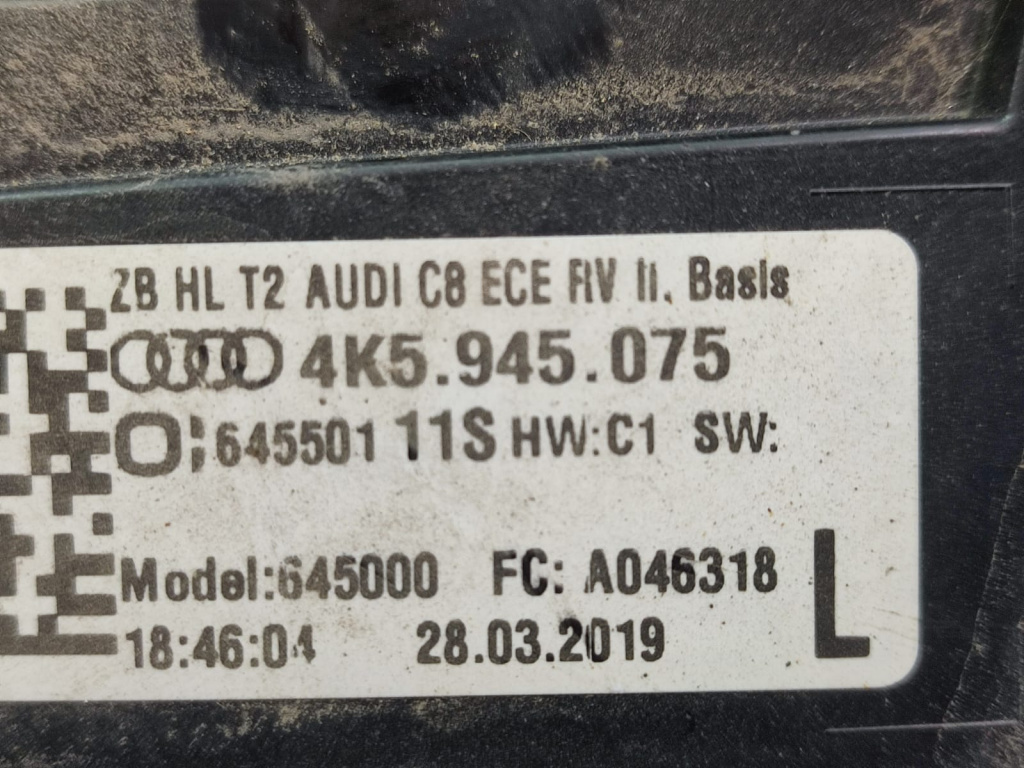 ZB HL T2 AUDI C8 ECE RV li. Basis
4K5.945.075
645501 11S HW:C1 SW:
Model:645000 FC: A046318
18:46:04 28.03.2019
L